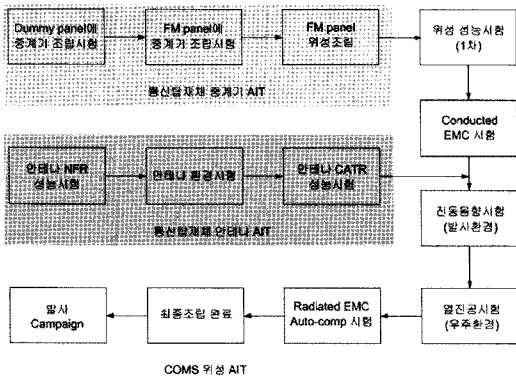 Dummy panel에
중계기 조립시험
FM panel에
중계기 조립시험
FM panel
위성조립
위성 성능시험
(1차)
통신탑재체 중계기 AIT
Conducted
EMC 시험
안테나 NFR
성능시험
안테나 환경시험
안테나 CATR
성능시험
통신탑재체 안테나 AIT
진동음향시험
(발사환경)
발사
Campaign
최종조립 완료
Radiated EMC
Auto-comp 시험
열진공시험
(우주환경)
COMS 위성 AIT